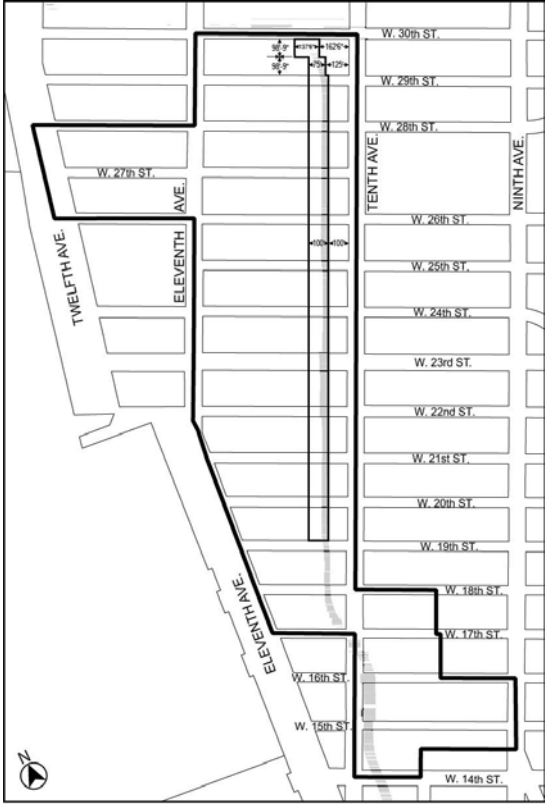 W. 30th ST.
98'-9"
137'6"
162'6"
98'-9"
75'
125'
W. 29th ST.
W. 28th ST.
TENTH AVE.
NINTH AVE.
W. 27th ST.
AVE.
ELEVENTH
TWELFTH AVE.
W. 26th ST.
100'
100'
W. 25th ST.
W. 24th ST.
W. 23rd ST.
W. 22nd ST.
W. 21st ST.
W. 20th ST.
W. 19th ST.
W. 18th ST.
ELEVENTH AVE.
W. 17th ST.
W. 16th ST.
W. 15th ST.
W. 14th ST.
N